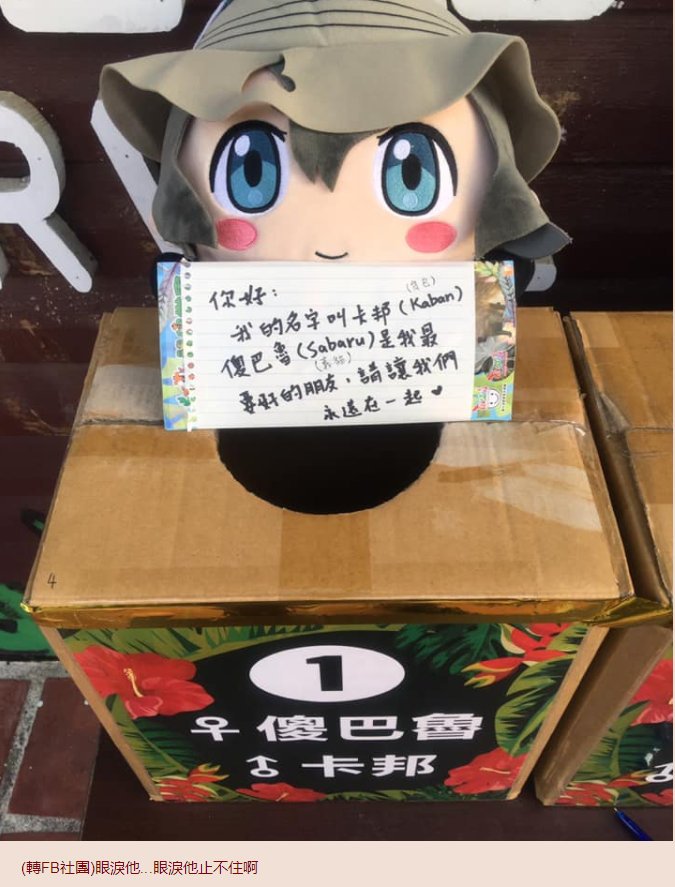 R
你好：
(背包)
我的名字叫卡邦(Kaban)
傻巴魯(Sabaru)是我最
(藪貓)
要好的朋友，請讓我們
永遠在一起♥
4
1
♀傻巴魯
♂卡邦
(轉FB社團)眼淚他...眼淚他止不住啊